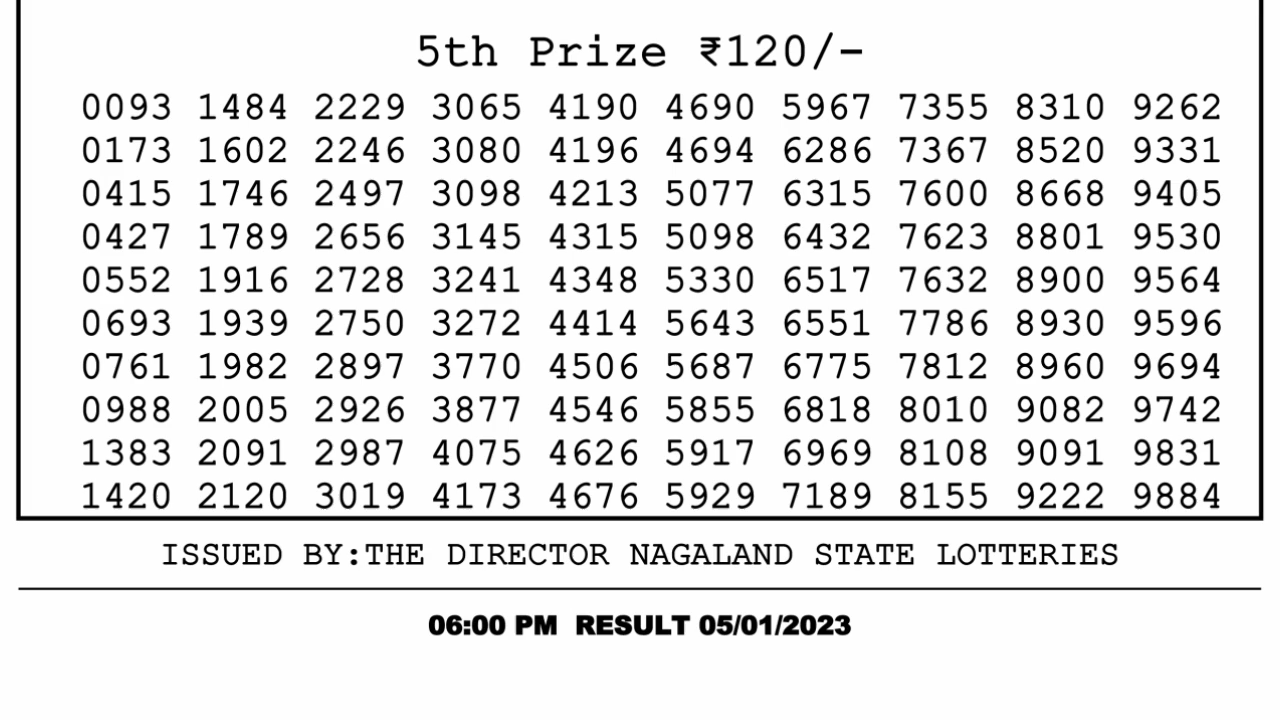 5th Prize ₹120/-
0093 1484 2229 3065 4190 4690 5967 7355 8310 9262
0173 1602 2246 3080 4196 4694 6286 7367 8520 9331
0415 1746 2497 3098 4213 5077 6315 7600 8668 9405
0427 1789 2656 3145 4315 5098 6432 7623 8801 9530
0552 1916 2728 3241 4348 5330 6517 7632 8900 9564
0693 1939 2750 3272 4414 5643 6551 7786 8930 9596
0761 1982 2897 3770 4506 5687 6775 7812 8960 9694
0988 2005 2926 3877 4546 5855 6818 8010 9082 9742
1383 2091 2987 4075 4626 5917 6969 8108 9091 9831
1420 2120 3019 4173 4676 5929 7189 8155 9222 9884
ISSUED BY:THE DIRECTOR NAGALAND STATE LOTTERIES
06:00 PM RESULT 05/01/2023